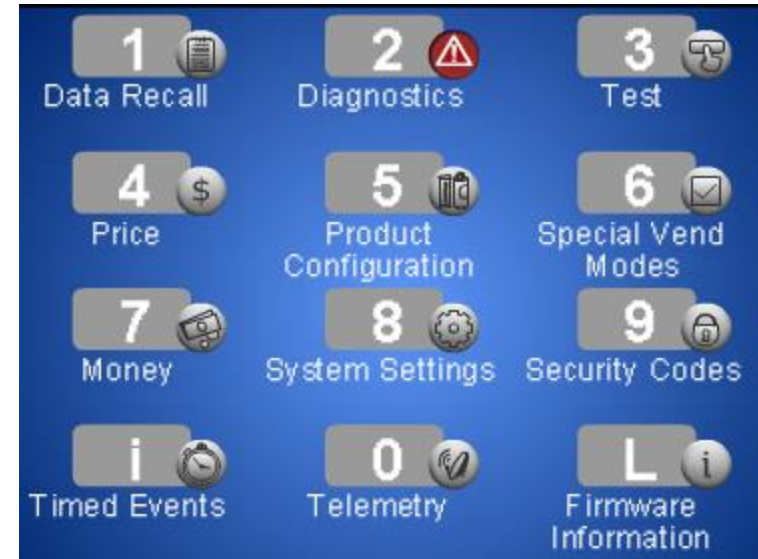 1 2 3
Data Recall Diagnostics Test
4 $ 5 6
Price Product Special Vend
Configuration Modes
7 8 9
Money System Settings Security Codes
i 0 L i
Timed Events Telemetry Firmware
Information